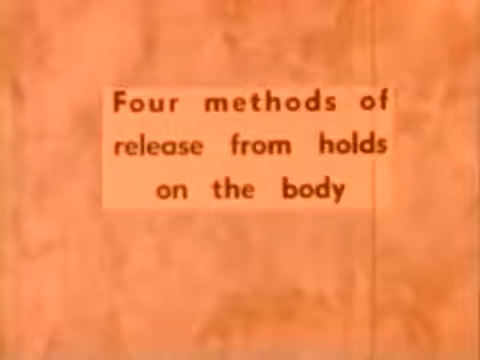 Four methods of
release from holds
on the body